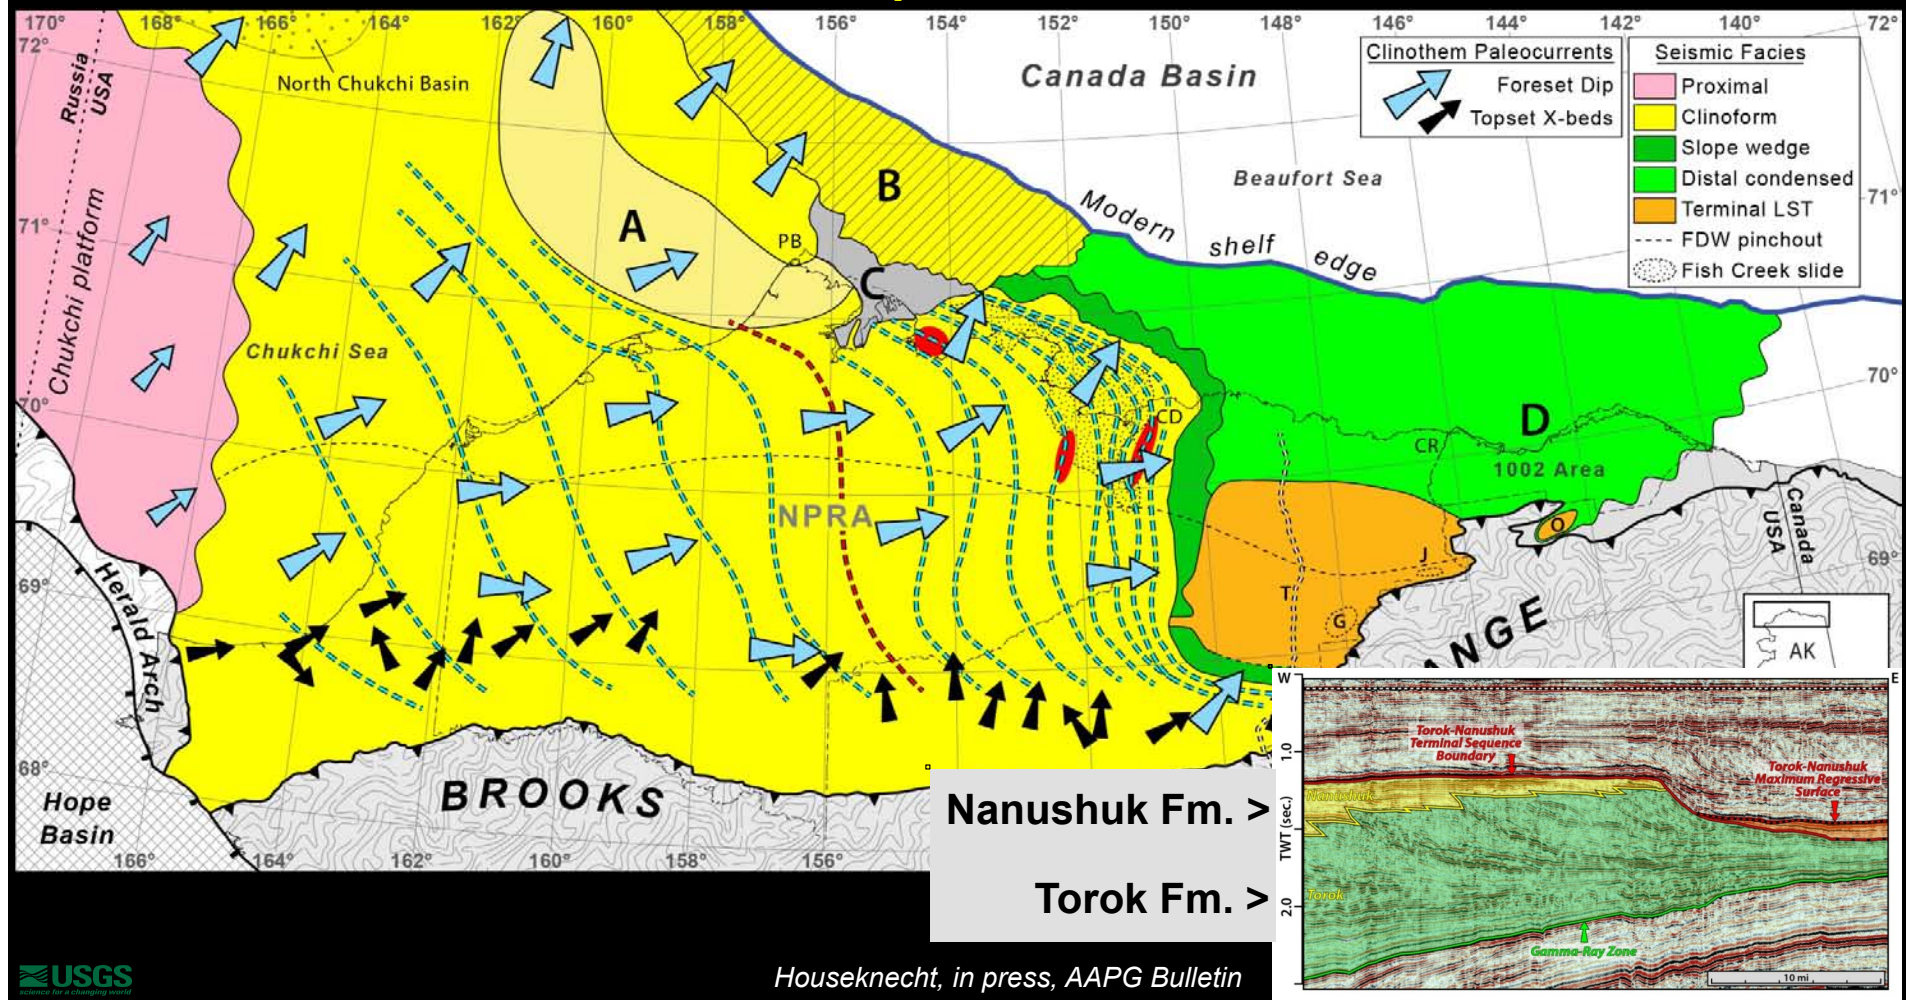 170°
168°
166°
164°
162°
160°
158°
156°
154°
152°
150°
148°
146°
144°
142°
140°
72°
72°
Russia
USA
North Chukchi Basin
Canada Basin
Clinothem Paleocurrents
Foreset Dip
Topset X-beds
Seismic Facies
Proximal
Clinoform
Slope wedge
Distal condensed
Terminal LST
FDW pinchout
Fish Creek slide
Chukchi platform
71°
71°
A
B
C
PB
Beaufort Sea
Modern shelf edge
Chukchi Sea
70°
70°
CD
CR
D
1002 Area
NPRA
O
J
T
G
Canada
USA
69°
69°
Herald Arch
ANGE
AK
BROOKS
68°
Hope
Basin
166°
164°
162°
160°
158°
156°
Nanushuk Fm. >
Torok Fm. >
W
E
Torok-Nanushuk
Terminal Sequence
Boundary
Torok-Nanushuk
Maximum Regressive
Surface
Nanushuk
Torok
1.0
TWT (sec.)
2.0
Gamma-Ray Zone
10 mi
USGS
science for a changing world
Houseknecht, in press, AAPG Bulletin